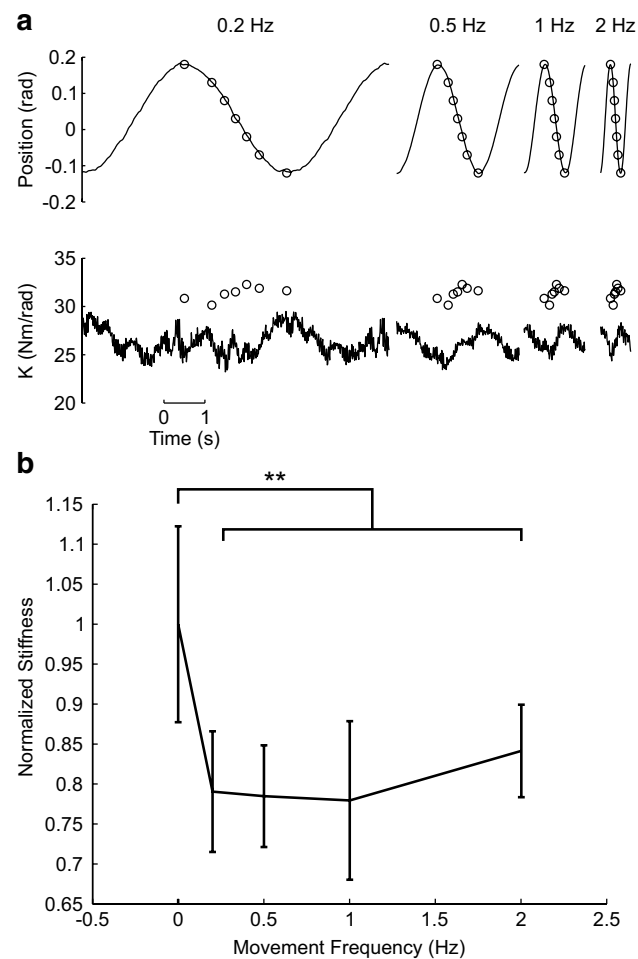 a
0.2 Hz 0.5 Hz 1 Hz 2 Hz
0.2
0.1
0
-0.1
-0.2
Position (rad)
35
30
25
20
K (Nm/rad)
0 1
Time (s)
b
**
1.15
1.1
1.05
1
0.95
0.9
0.85
0.8
0.75
0.7
0.65
Normalized Stiffness
-0.5 0 0.5 1 1.5 2 2.5
Movement Frequency (Hz)